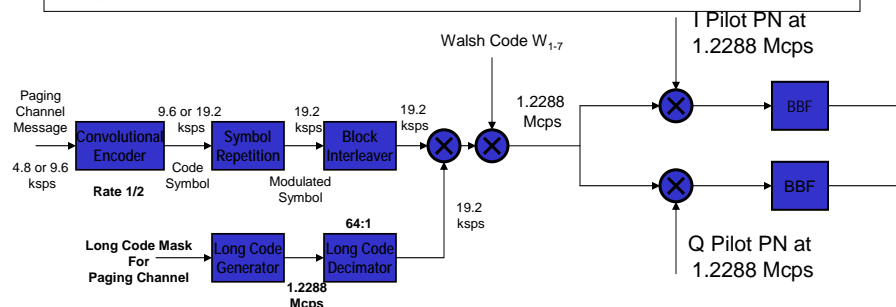 I Pilot PN at
1.2288 Mcps
Walsh Code W1-7
Paging
Channel
Message
9.6 or 19.2
ksps
19.2
ksps
19.2
ksps
1.2288
Mcps
BBF
Convolutional
Encoder
Symbol
Repetition
Block
Interleaver
4.8 or 9.6
ksps
Rate 1/2
Code
Symbol
Modulated
Symbol
BBF
19.2
ksps
64:1
Long Code Mask
For
Paging Channel
Long Code
Generator
Long Code
Decimator
1.2288
Mcps
Q Pilot PN at
1.2288 Mcps